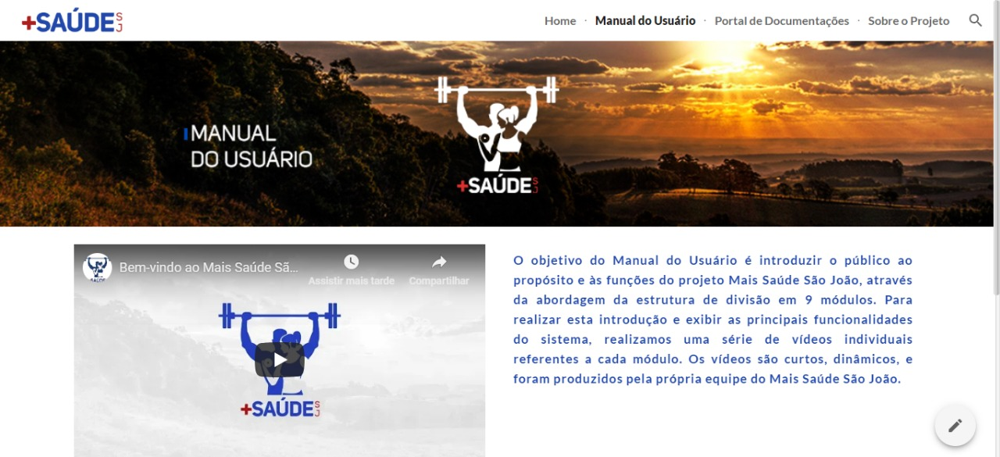 +SAÚDE SJ
Home · Manual do Usuário · Portal de Documentações · Sobre o Projeto
MANUAL
DO USUÁRIO
+SAÚDE SJ
Bem-vindo ao Mais Saúde Sã...
Assistir mais tarde
Compartilhar
+SAÚDE SJ
O objetivo do Manual do Usuário é introduzir o público ao
propósito e às funções do projeto Mais Saúde São João, através
da abordagem da estrutura de divisão em 9 módulos. Para
realizar esta introdução e exibir as principais funcionalidades
do sistema, realizamos uma série de vídeos individuais
referentes a cada módulo. Os vídeos são curtos, dinâmicos, e
foram produzidos pela própria equipe do Mais Saúde São João.